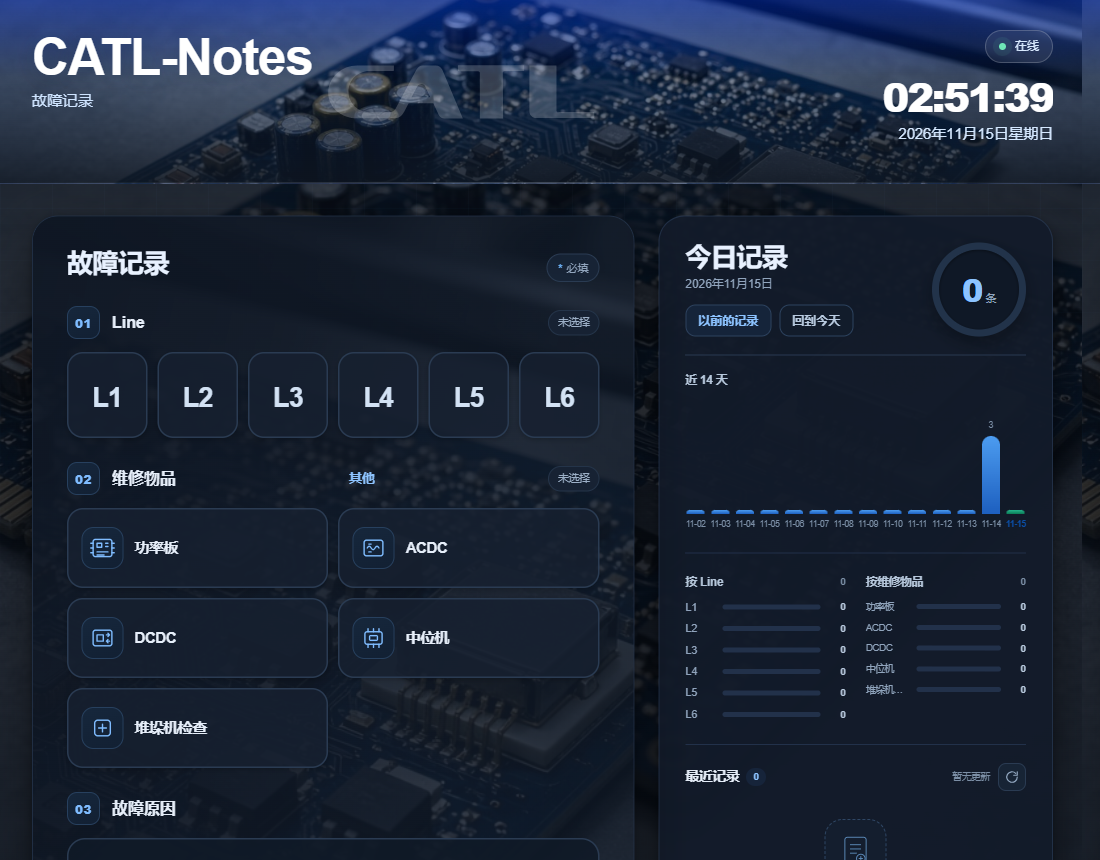 CATL-Notes
故障记录
CATL
在线
02:51:39
2026年11月15日星期日
故障记录
* 必填
01 Line 未选择
L1 L2 L3 L4 L5 L6
02 维修物品 其他 未选择
功率板 ACDC
DCDC 中位机
堆垛机检查
03 故障原因
今日记录
2026年11月15日
以前的记录 回到今天
0 条
近 14 天
3
11-02 11-03 11-04 11-05 11-06 11-07 11-08 11-09 11-10 11-11 11-12 11-13 11-14 11-15
按 Line 0
L1 0
L2 0
L3 0
L4 0
L5 0
L6 0
按维修物品 0
功率板 0
ACDC 0
DCDC 0
中位机 0
堆垛机... 0
最近记录 0 暂无更新